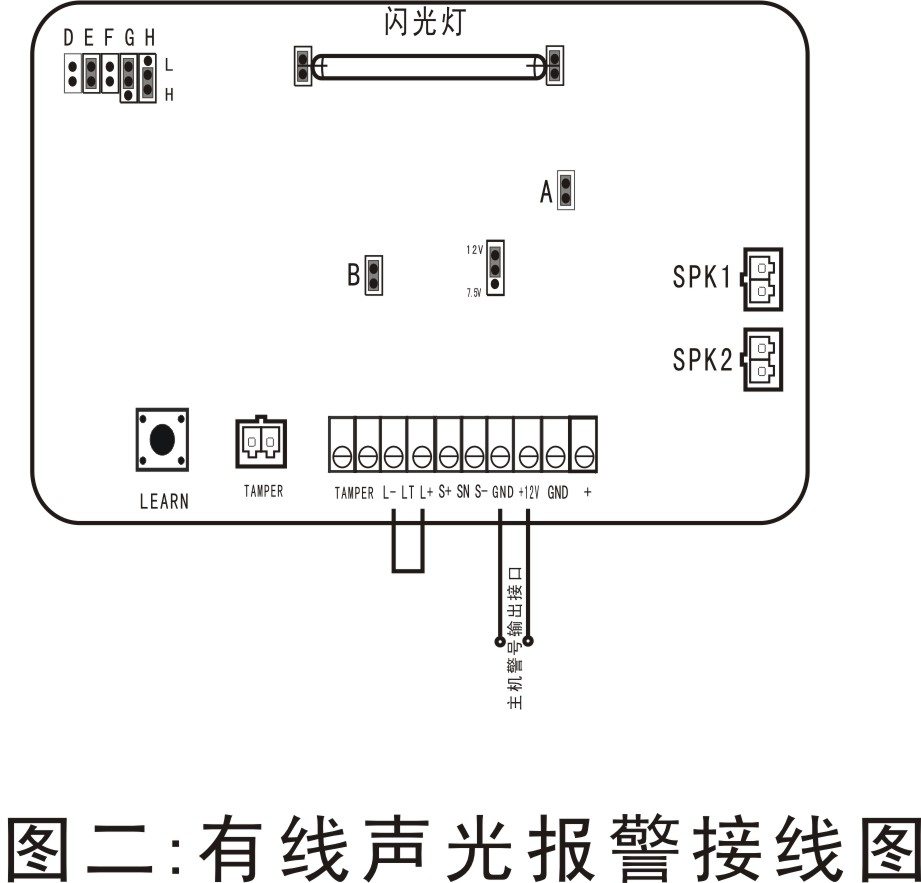 闪光灯
D E F G H
L
H
A
12V
B
7.5V
SPK1
SPK2
LEARN
TAMPER
TAMPER L- LT L+ S+ SN S- GND +12V GND +
主机警号输出接口
图二:有线声光报警接线图